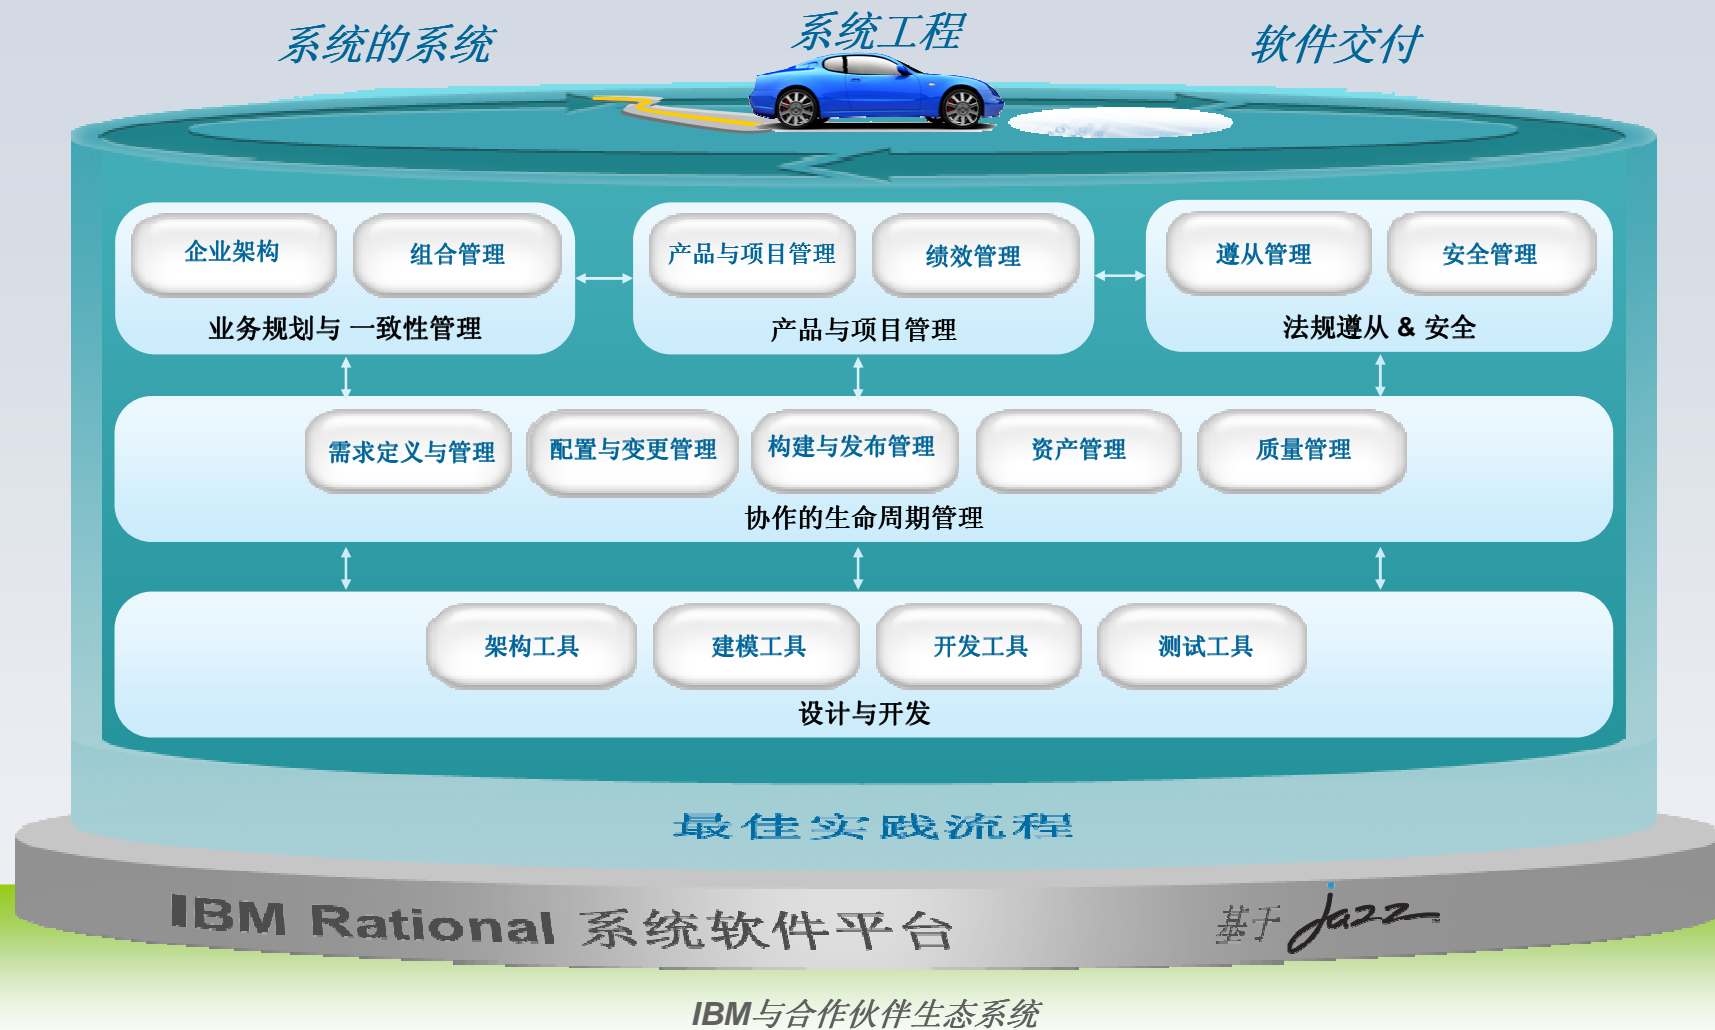 系统的系统
系统工程
软件交付
企业架构
组合管理
业务规划与 一致性管理
产品与项目管理
绩效管理
产品与项目管理
遵从管理
安全管理
法规遵从 & 安全
需求定义与管理
配置与变更管理
构建与发布管理
资产管理
质量管理
协作的生命周期管理
架构工具
建模工具
开发工具
测试工具
设计与开发
最佳实践流程
IBM Rational 系统软件平台
基于 jazz
IBM与合作伙伴生态系统